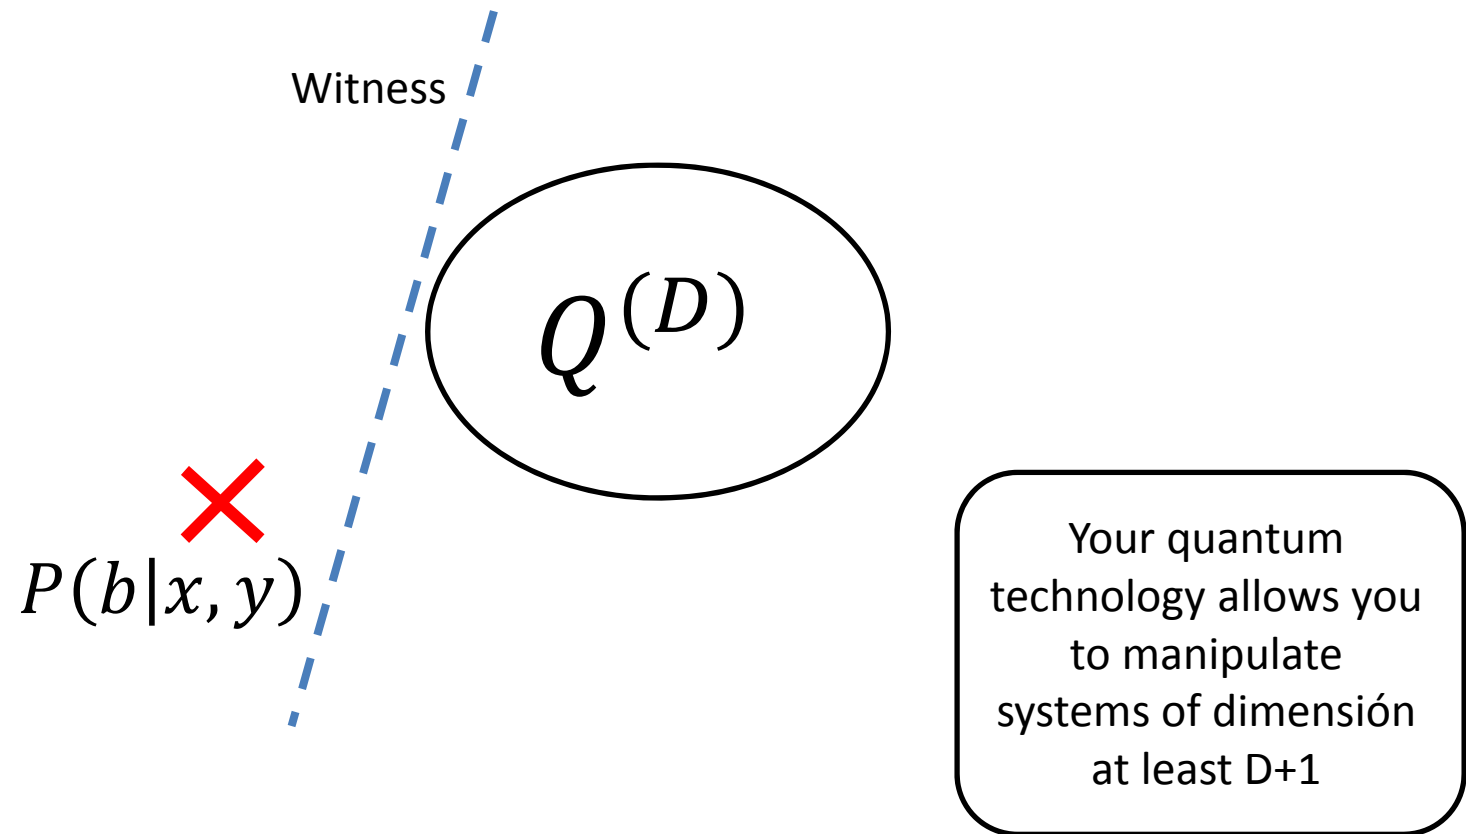 Witness
Q^(D)
P(b|x, y)
Your quantum
technology allows you
to manipulate
systems of dimensión
at least D+1